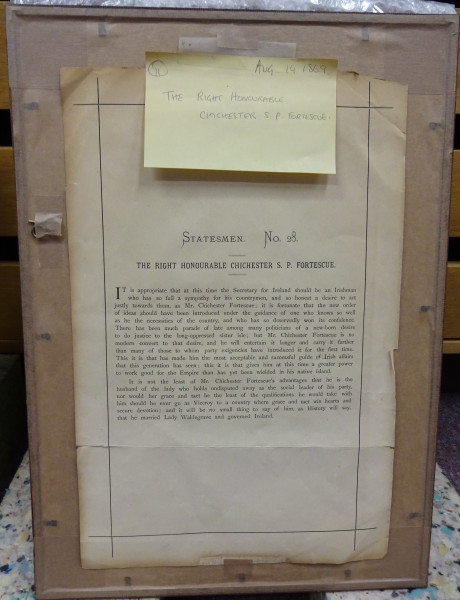 11
AUG 14 1869
THE RIGHT HONOURABLE
CHICHESTER S. P. FORTESCUE.
STATESMEN. No. 28.
THE RIGHT HONOURABLE CHICHESTER S. P. FORTESCUE.
IT is appropriate that at this time the Secretary for Ireland should be an Irishman
who has so full a sympathy for his countrymen, and so honest a desire to act
justly towards them, as Mr. Chichester Fortescue; It is fortunate that the new order
of ideas should have been introduced under the guidance of one who knows so well
as he the necessities of the country, and who has so deservedly won its confidence.
There has been much parade of late among many politicians of a new-born desire
to do justice to the long-oppressed sister isle; but Mr. Chichester Fortescue is no
modern convert to that desire, and he will entertain it longer and carry it farther
than many of those to whom party exigencies have introduced it for the first time.
This it is that has made him the most acceptable and successful guide of Irish affairs
that this generation has seen; this it is that gives him at this time a greater power
to work good for the Empire than has yet been wielded in his native island.
It is not the least of Mr. Chichester Fortescue's advantages that he is the
husband of the lady who holds undisputed sway as the social leader of his party,
nor would her grace and tact be the least of the qualifications he would take with
him should he ever go as Viceroy to a country where grace and tact win hearts and
secure devotion; and it will be no small thing to say of him, as History will say,
that he married Lady Waldegrave and governed Ireland.